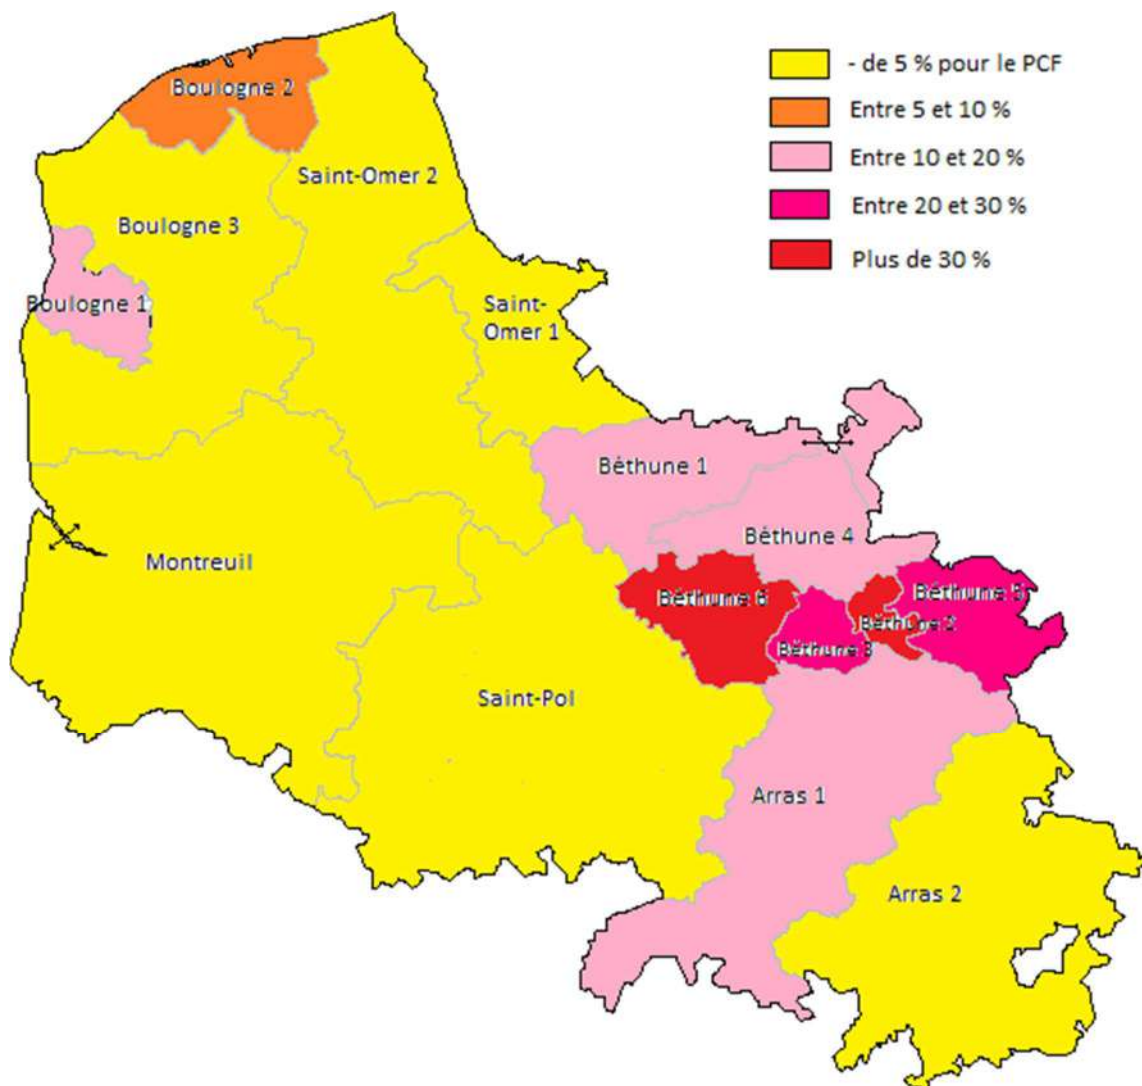 - de 5 % pour le PCF
Entre 5 et 10 %
Entre 10 et 20 %
Entre 20 et 30 %
Plus de 30 %
Boulogne 2
Saint-Omer 2
Boulogne 3
Boulogne 1
Saint-
Omer 1
Béthune 1
Béthune 4
Montreuil
Béthune 6
Béthune 5
Béthune 2
Béthune 3
Saint-Pol
Arras 1
Arras 2